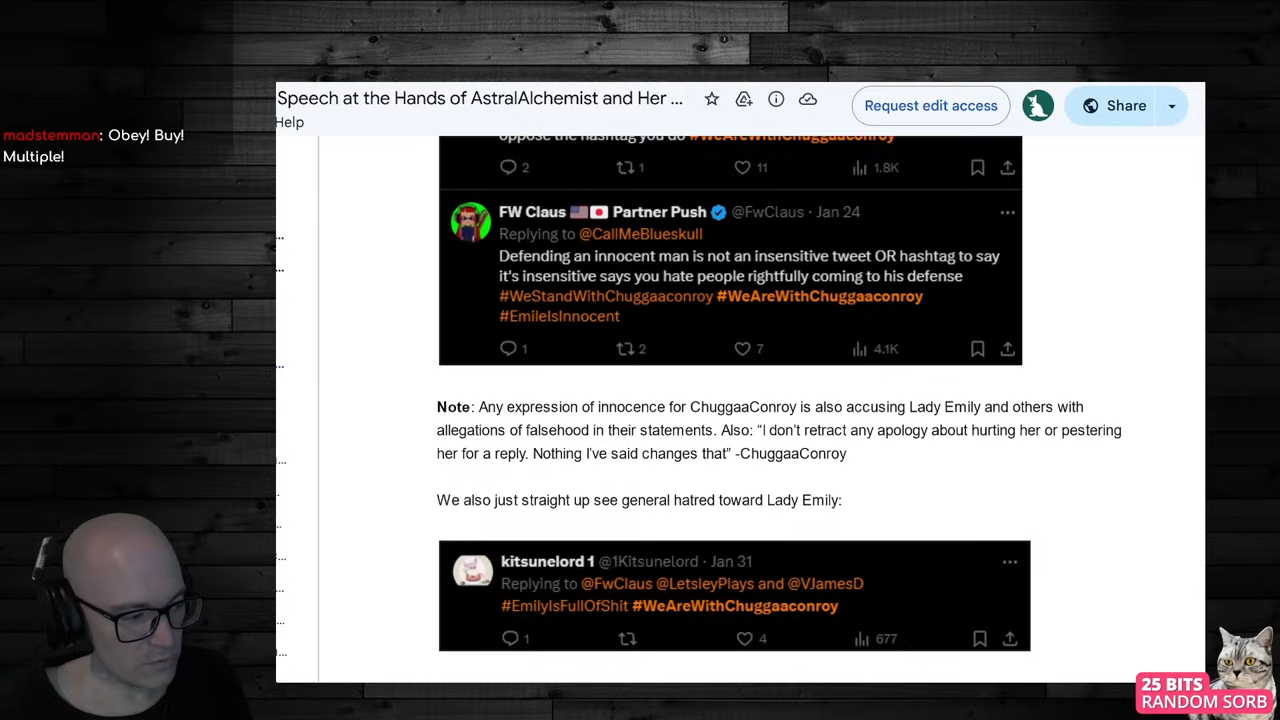 Speech at the Hands of AstralAlchemist and Her ...
Help
Request edit access
Share
madstemman: Obey! Buy!
Multiple!
oppose the hashtag you do #WeAreWithChuggaaconroy
2 1 11 1.8K
FW Claus Partner Push @FwClaus · Jan 24
Replying to @CallMeBlueskull
Defending an innocent man is not an insensitive tweet OR hashtag to say
it's insensitive says you hate people rightfully coming to his defense
#WeStandWithChuggaaconroy #WeAreWithChuggaaconroy
#EmileIsInnocent
1 2 7 4.1K
Note: Any expression of innocence for ChuggaaConroy is also accusing Lady Emily and others with
allegations of falsehood in their statements. Also: “I don’t retract any apology about hurting her or pestering
her for a reply. Nothing I’ve said changes that” -ChuggaaConroy
We also just straight up see general hatred toward Lady Emily:
kitsunelord 1 @1Kitsunelord · Jan 31
Replying to @FwClaus @LetsleyPlays and @VJamesD
#EmilyIsFullOfShit #WeAreWithChuggaaconroy
1 4 677
25 BITS
RANDOM SORB